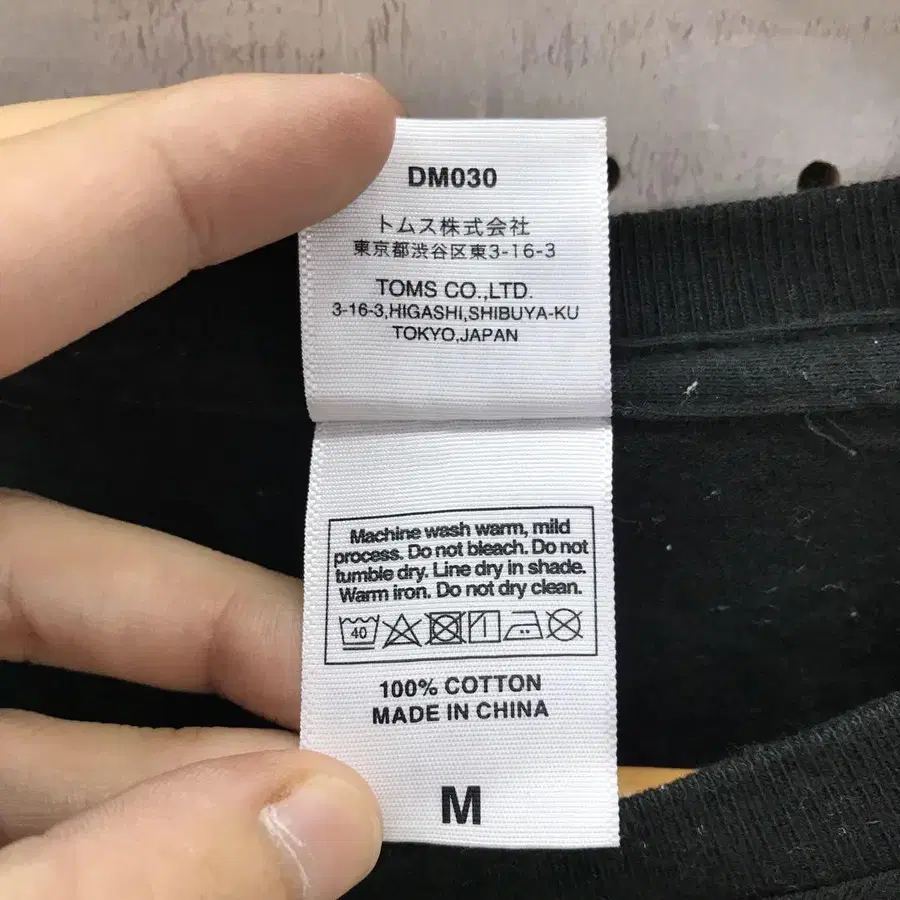 DM030
トムス株式会社
東京都渋谷区東3-16-3
TOMS CO.,LTD.
3-16-3,HIGASHI,SHIBUYA-KU
TOKYO,JAPAN
Machine wash warm, mild
process. Do not bleach. Do not
tumble dry. Line dry in shade.
Warm iron. Do not dry clean.
40
100% COTTON
MADE IN CHINA
M